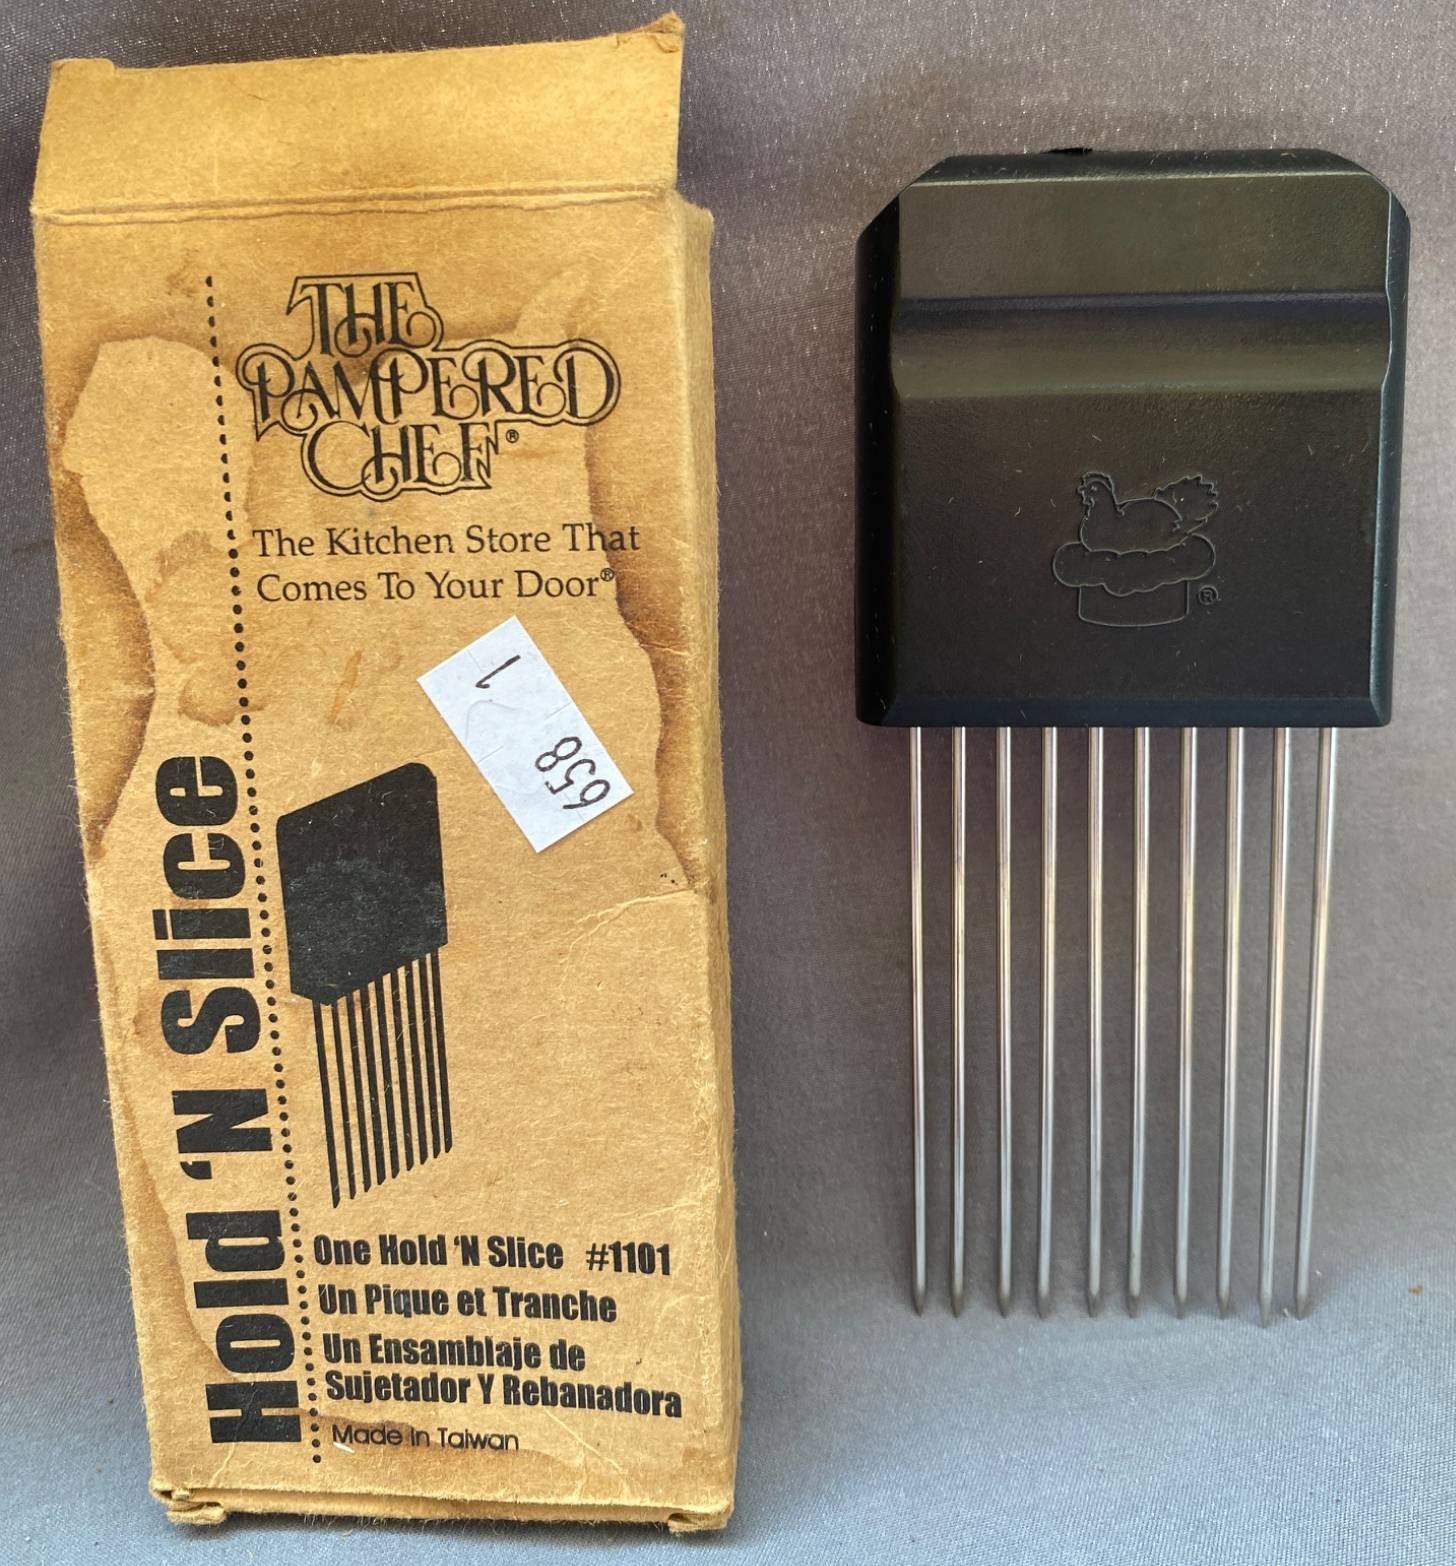 THE
PAMPERED
CHEF®
The Kitchen Store That
Comes To Your Door®
1
658
Hold 'N Slice
One Hold 'N Slice #1101
Un Pique et Tranche
Un Ensamblaje de
Sujetador Y Rebanadora
Made in Taiwan
®